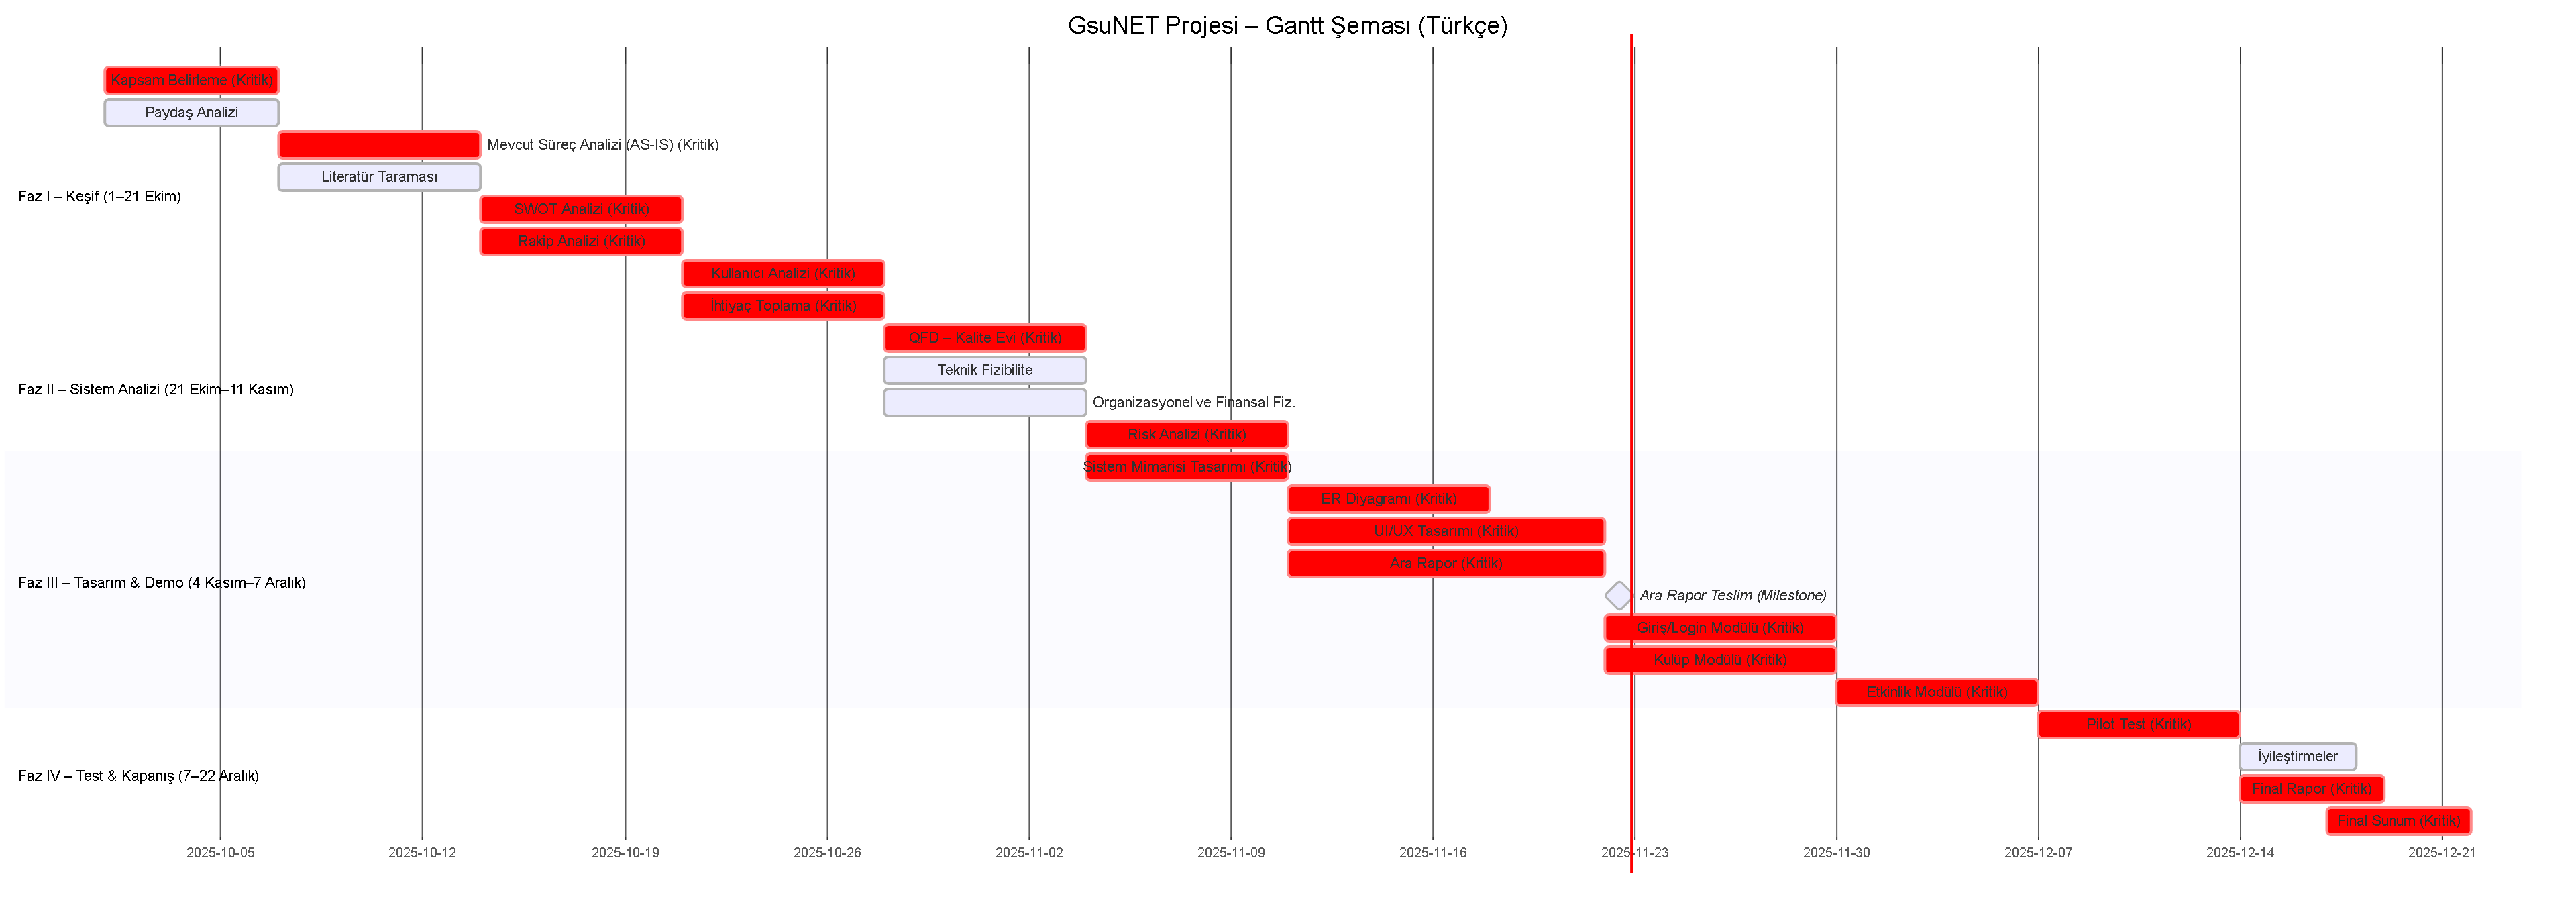 GsuNET Projesi – Gantt Şeması (Türkçe)
Kapsam Belirleme (Kritik)
Paydaş Analizi
Mevcut Süreç Analizi (AS-IS) (Kritik)
Literatür Taraması
Faz I – Keşif (1–21 Ekim)
SWOT Analizi (Kritik)
Rakip Analizi (Kritik)
Kullanıcı Analizi (Kritik)
İhtiyaç Toplama (Kritik)
QFD – Kalite Evi (Kritik)
Teknik Fizibilite
Faz II – Sistem Analizi (21 Ekim–11 Kasım)
Organizasyonel ve Finansal Fiz.
Risk Analizi (Kritik)
Sistem Mimarisi Tasarımı (Kritik)
ER Diyagramı (Kritik)
UI/UX Tasarımı (Kritik)
Ara Rapor (Kritik)
Faz III – Tasarım & Demo (4 Kasım–7 Aralık)
Ara Rapor Teslim (Milestone)
Giriş/Login Modülü (Kritik)
Kulüp Modülü (Kritik)
Etkinlik Modülü (Kritik)
Pilot Test (Kritik)
İyileştirmeler
Faz IV – Test & Kapanış (7–22 Aralık)
Final Rapor (Kritik)
Final Sunum (Kritik)
2025-10-05 2025-10-12 2025-10-19 2025-10-26 2025-11-02 2025-11-09 2025-11-16 2025-11-23 2025-11-30 2025-12-07 2025-12-14 2025-12-21